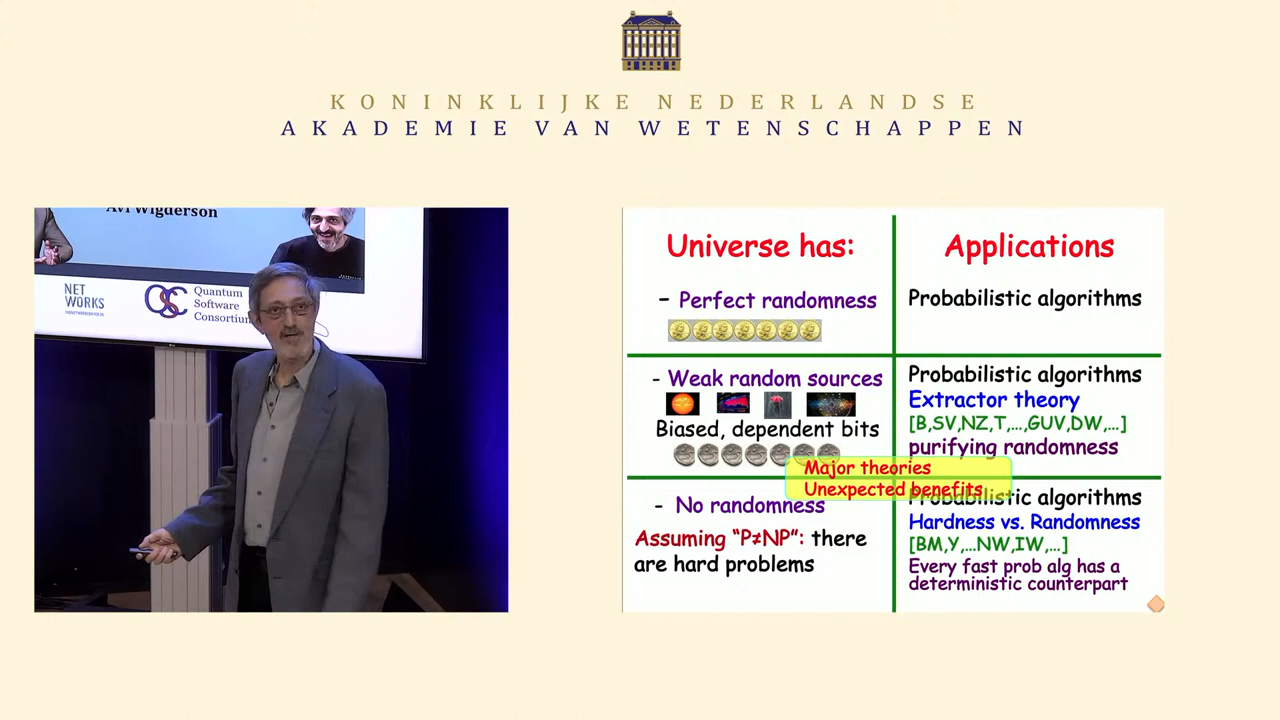 KONINKLIJKE NEDERLANDSE
AKADEMIE VAN WETENSCHAPPEN
Avi Wigderson
NET
WORKS
QSC
Quantum
Software
Consortium
Universe has:
Applications
- Perfect randomness
Probabilistic algorithms
- Weak random sources
Biased, dependent bits
Probabilistic algorithms
Extractor theory
[B,SV,NZ,T,...,GUV,DW,...]
purifying randomness
Major theories
Unexpected benefits
- No randomness
Assuming “P≠NP”: there
are hard problems
Probabilistic algorithms
Hardness vs. Randomness
[BM,Y,...NW,IW,...]
Every fast prob alg has a
deterministic counterpart